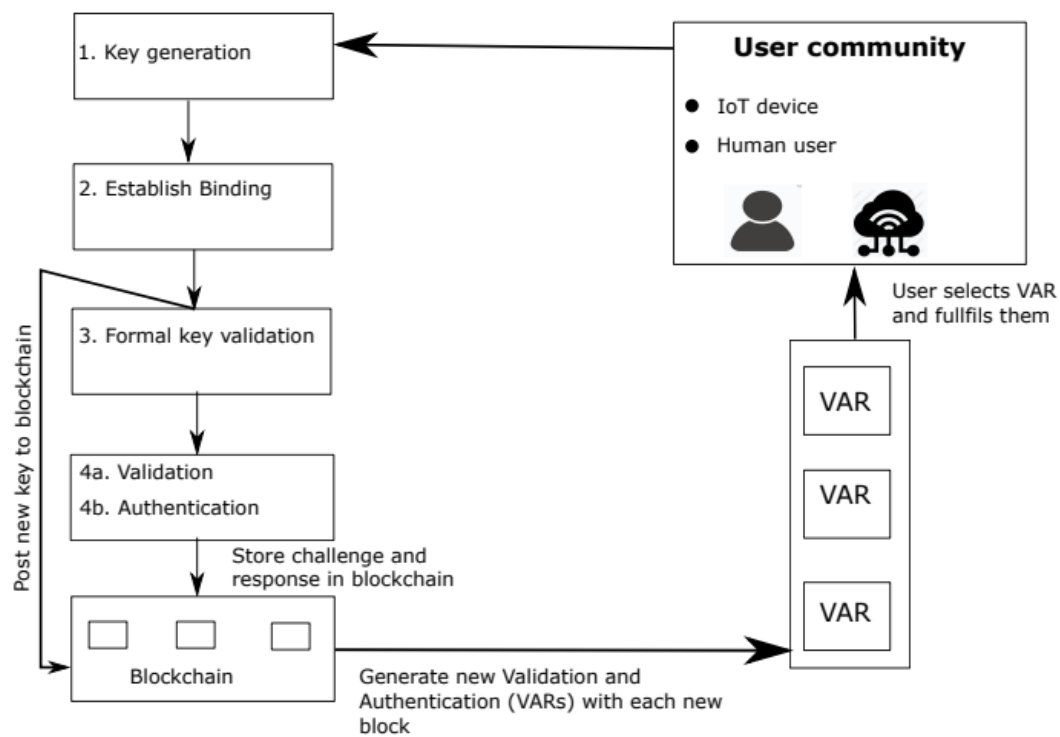 1. Key generation
User community
IoT device
Human user
2. Establish Binding
User selects VAR
and fullfils them
3. Formal key validation
Post new key to blockchain
VAR
VAR
VAR
4a. Validation
4b. Authentication
Store challenge and
response in blockchain
Blockchain
Generate new Validation and
Authentication (VARs) with each new
block